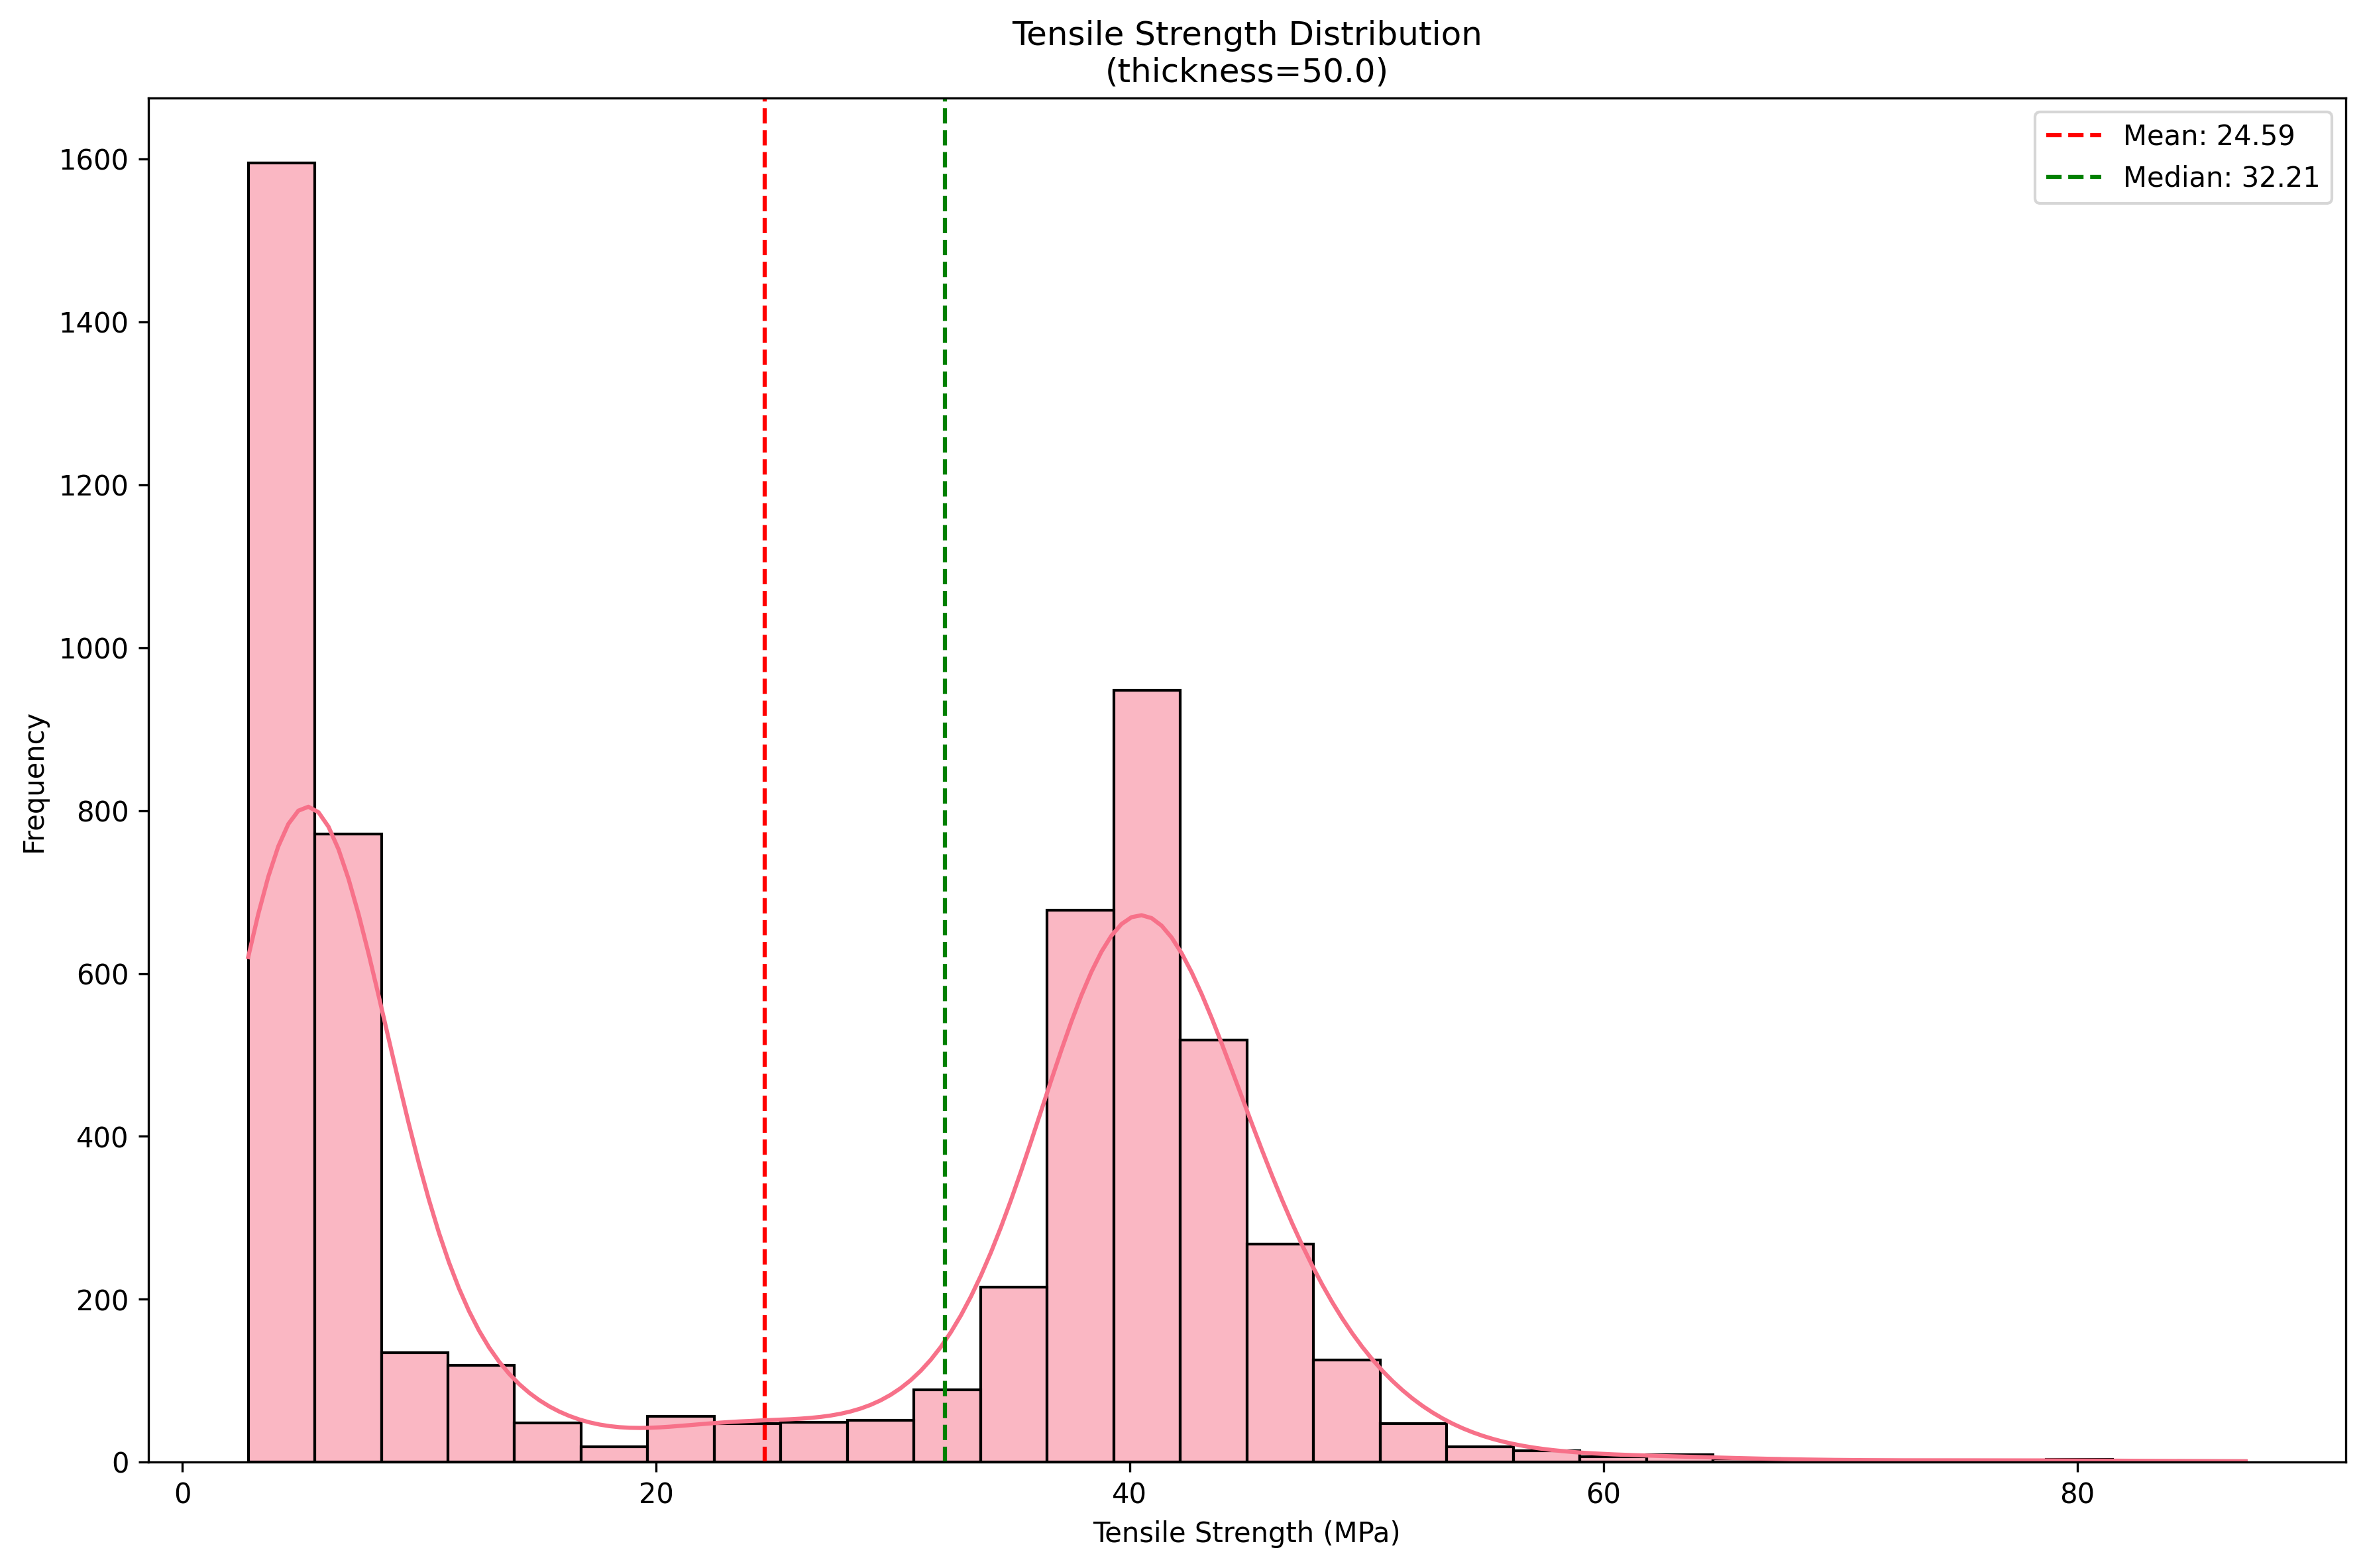 Tensile Strength Distribution
(thickness=50.0)
Mean: 24.59
Median: 32.21
Frequency
1600
1400
1200
1000
800
600
400
200
0
0 20 40 60 80
Tensile Strength (MPa)